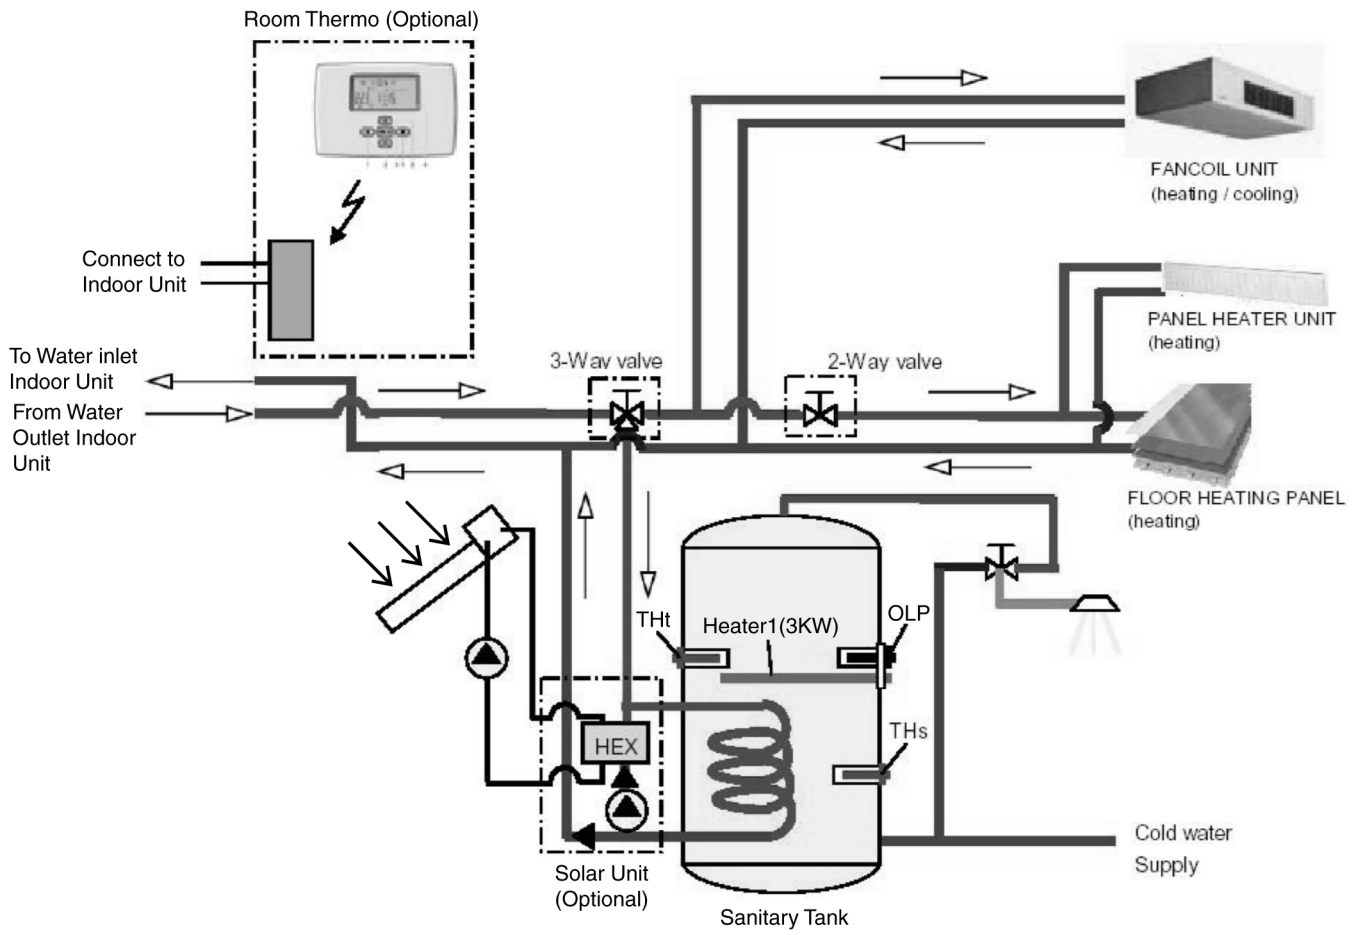 Room Thermo (Optional)
Connect to
Indoor Unit
To Water inlet
Indoor Unit
From Water
Outlet Indoor
Unit
3-Way valve
2-Way valve
FANCOIL UNIT
(heating / cooling)
PANEL HEATER UNIT
(heating)
FLOOR HEATING PANEL
(heating)
THt
Heater1(3KW)
OLP
THs
HEX
Solar Unit
(Optional)
Sanitary Tank
Cold water
Supply